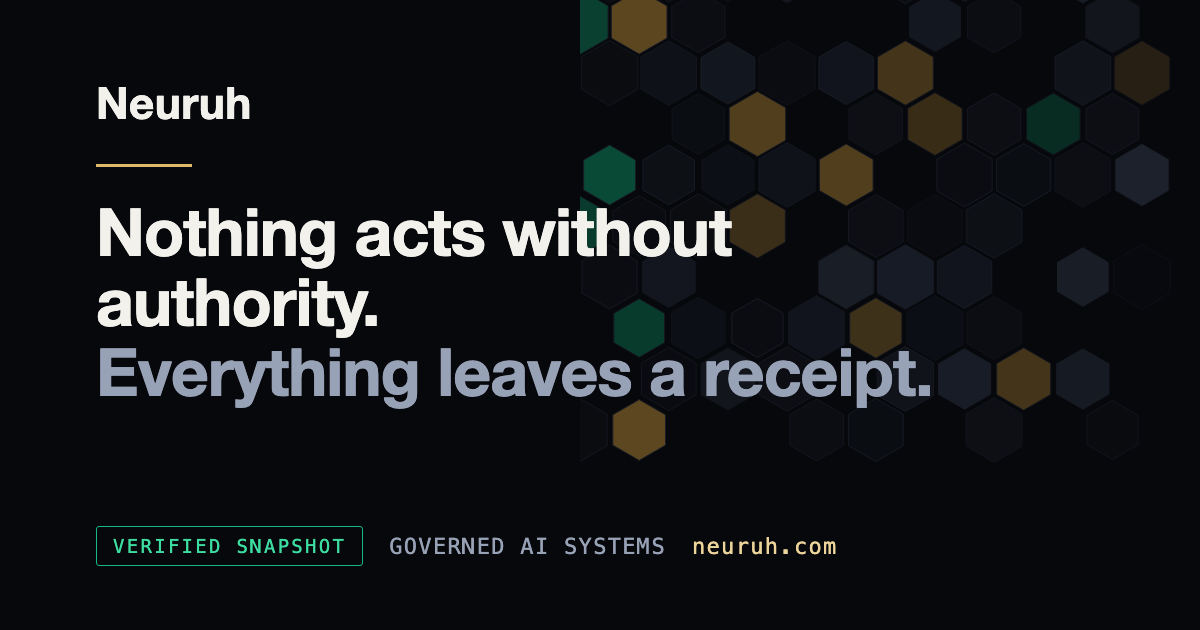 Neuruh
Nothing acts without
authority.
Everything leaves a receipt.
VERIFIED SNAPSHOT GOVERNED AI SYSTEMS neuruh.com